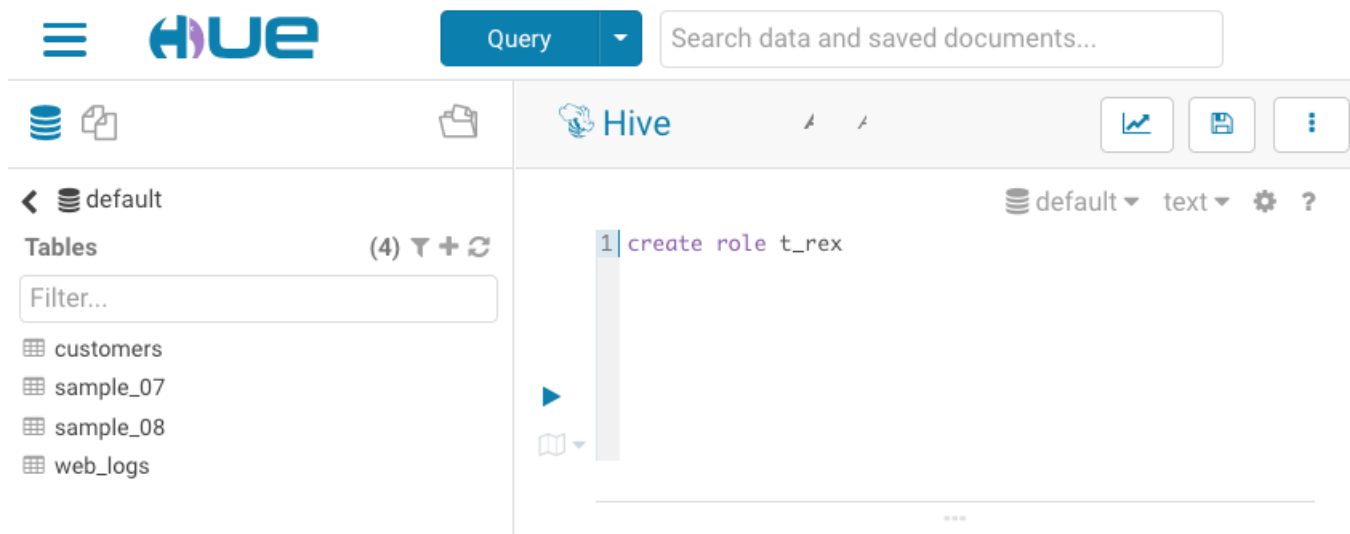 HUE
Query
Search data and saved documents...
Hive
default
default text ?
Tables (4)
1 create role t_rex
Filter...
customers
sample_07
sample_08
web_logs